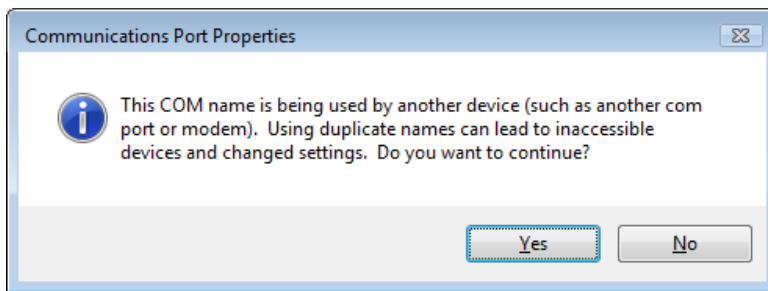 Communications Port Properties
This COM name is being used by another device (such as another com
port or modem).  Using duplicate names can lead to inaccessible
devices and changed settings.  Do you want to continue?
Yes
No